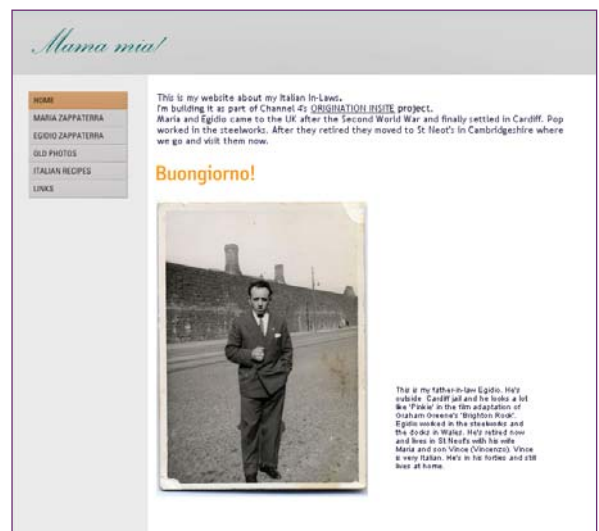 Mama mia!
HOME
MARIA ZAPPATERRA
EGIDIO ZAPPATERRA
OLD PHOTOS
ITALIAN RECIPES
LINKS
This is my website about my Italian In-Laws.
I'm building it as part of Channel 4's ORIGINATION INSITE project.
Maria and Egidio came to the UK after the Second World War and finally settled in Cardiff. Pop
worked in the steelworks. After they retired they moved to St Neot's in Cambridgeshire where
we go and visit them now.
Buongiorno!
This is my father-in-law Egidio. He's
outside Cardiff jail and he looks a lot
like 'Pinkie' in the film adaptation of
Graham Greene's 'Brighton Rock'.
Egidio worked in the steelworks and
the docks in Wales. He's retired now
and lives in St Neot's with his wife
Maria and son Vince (Vincenzo). Vince
is very Italian. He's in his forties and still
lives at home.